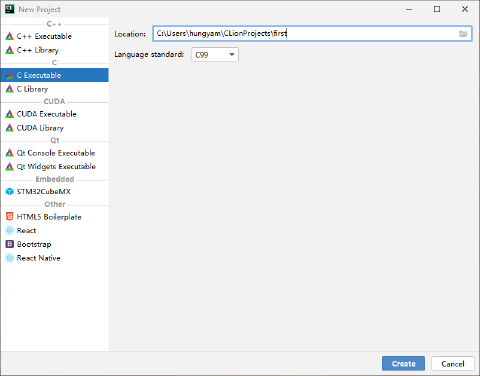 New Project
C++
C++ Executable
C++ Library
C
C Executable
C Library
CUDA
CUDA Executable
CUDA Library
Qt
Qt Console Executable
Qt Widgets Executable
Embedded
STM32CubeMX
Other
HTML5 Boilerplate
React
Bootstrap
React Native
Location: C:\Users\hungyam\CLionProjects\first
Language standard: C99
Create
Cancel